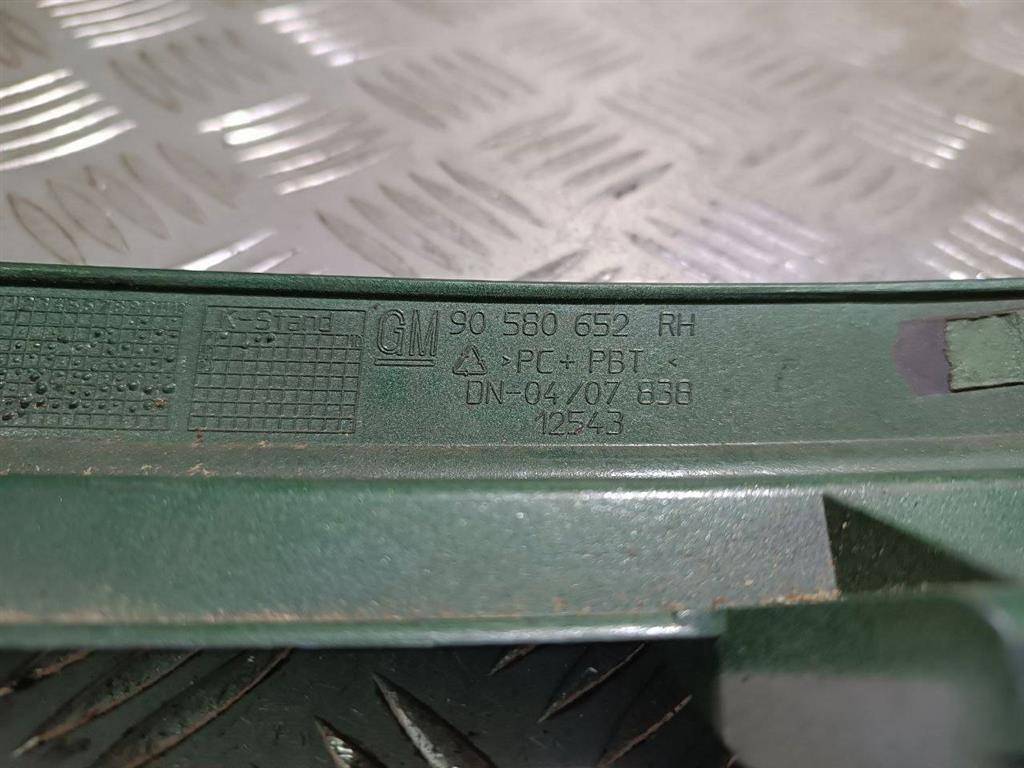 K-Stand
GM 90 580 652 RH
>PC+PBT<
DN-04/07 838
12543